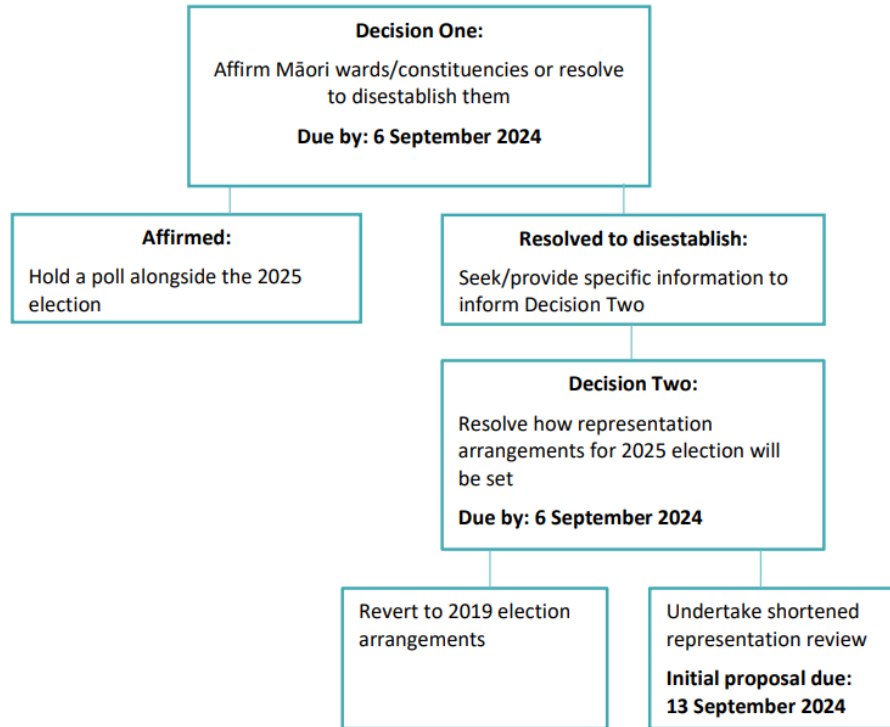 Decision One:
Affirm Māori wards/constituencies or resolve
to disestablish them
Due by: 6 September 2024
Affirmed:
Hold a poll alongside the 2025
election
Resolved to disestablish:
Seek/provide specific information to
inform Decision Two
Decision Two:
Resolve how representation
arrangements for 2025 election will
be set
Due by: 6 September 2024
Revert to 2019 election
arrangements
Undertake shortened
representation review
Initial proposal due:
13 September 2024